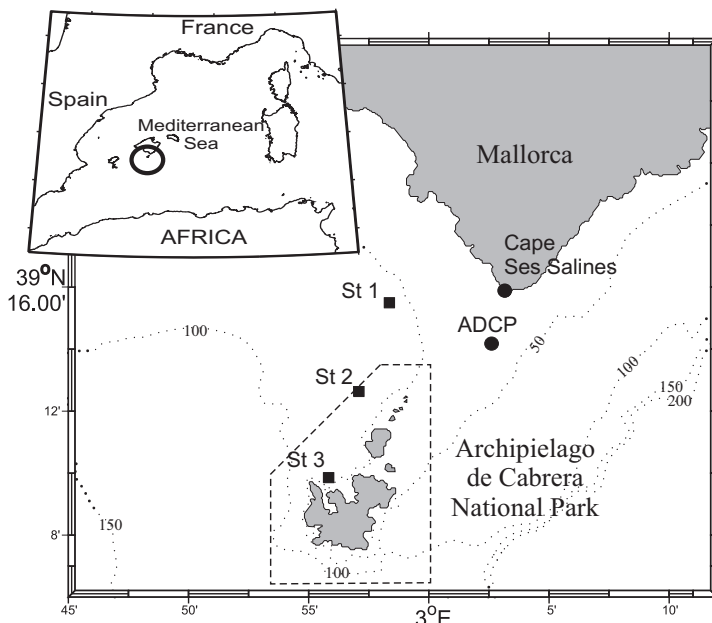 France
Spain
Mediterranean
Sea
AFRICA
Mallorca
Cape
Ses Salines
39°N
16.00'
St 1
ADCP
100
50
100
150
200
St 2
12'
St 3
Archipielago
de Cabrera
National Park
150
8'
100
45'
50'
55'
3°E
5'
10'